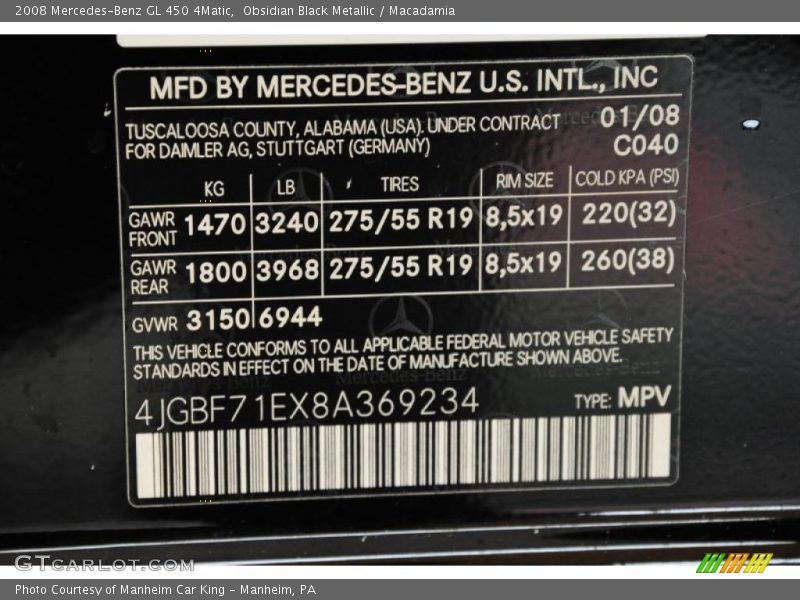 2008 Mercedes-Benz GL 450 4Matic, Obsidian Black Metallic / Macadamia
MFD BY MERCEDES-BENZ U.S. INTL., INC
TUSCALOOSA COUNTY, ALABAMA (USA). UNDER CONTRACT 01/08
FOR DAIMLER AG, STUTTGART (GERMANY) C040
KG LB TIRES RIM SIZE COLD KPA (PSI)
GAWR FRONT 1470 3240 275/55 R19 8,5x19 220(32)
GAWR REAR 1800 3968 275/55 R19 8,5x19 260(38)
GVWR 3150 6944
THIS VEHICLE CONFORMS TO ALL APPLICABLE FEDERAL MOTOR VEHICLE SAFETY
STANDARDS IN EFFECT ON THE DATE OF MANUFACTURE SHOWN ABOVE.
4JGBF71EX8A369234 TYPE: MPV
GTCARLOT.COM
Photo Courtesy of Manheim Car King - Manheim, PA